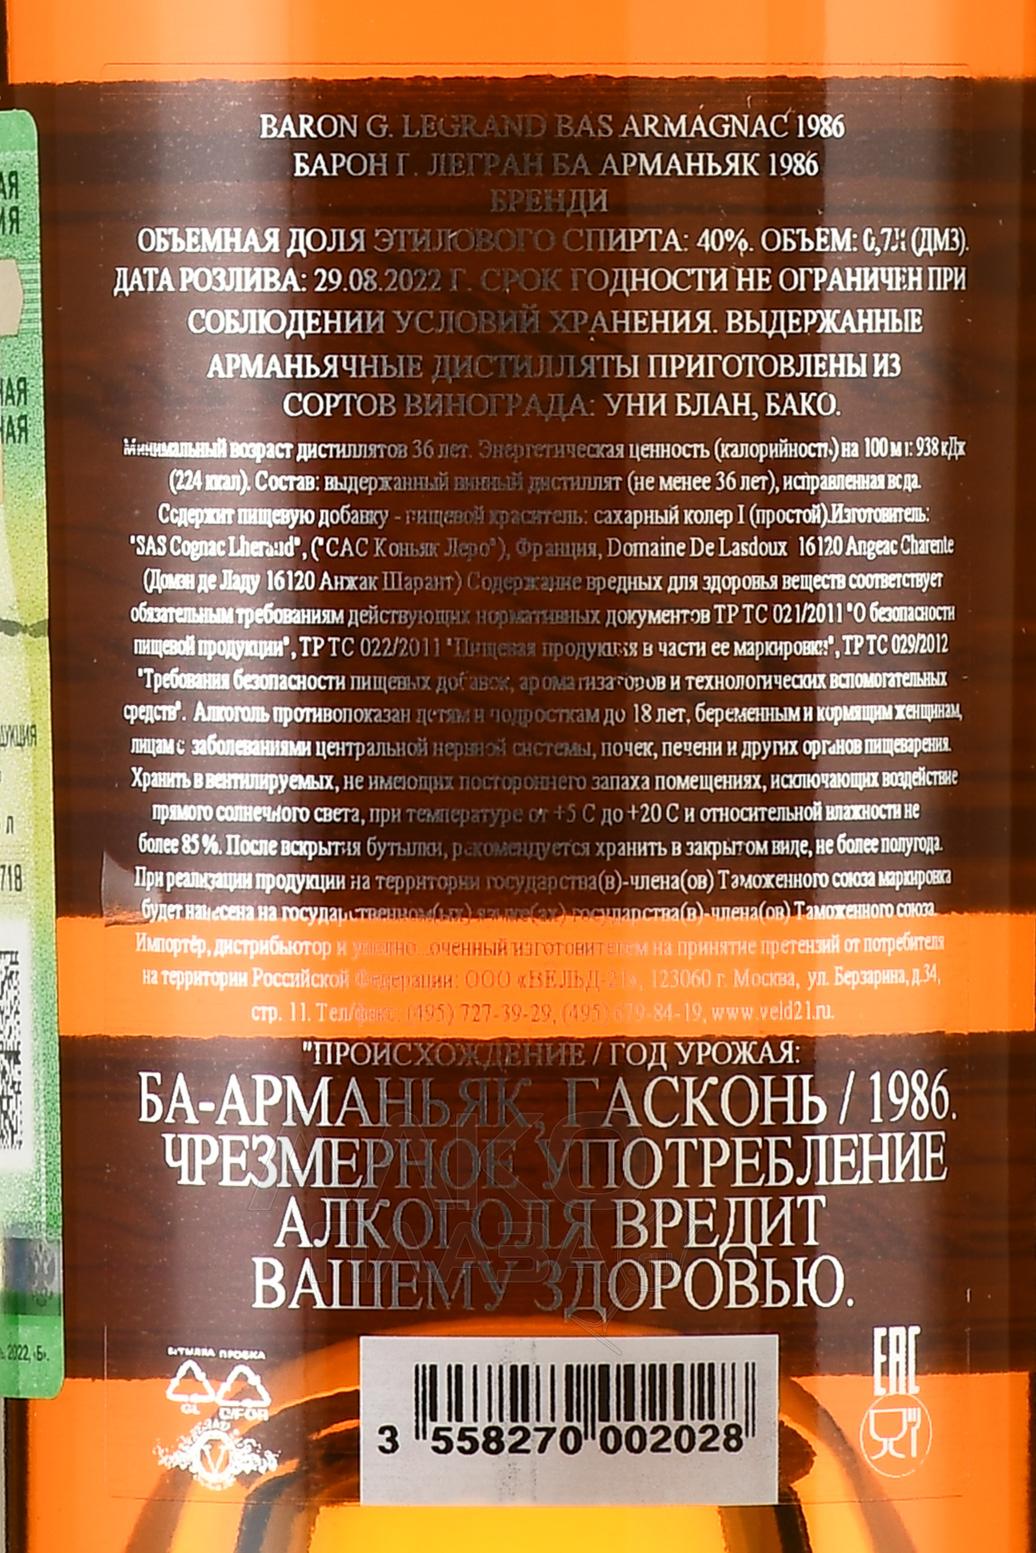 BARON G. LEGRAND BAS ARMAGNAC 1986
БАРОН Г. ЛЕГРАН БА АРМАНЬЯК 1986
БРЕНДИ
ОБЪЕМНАЯ ДОЛЯ ЭТИЛОВОГО СПИРТА: 40%. ОБЪЕМ: 0,7Л (ДМ3).
ДАТА РОЗЛИВА: 29.08.2022 Г. СРОК ГОДНОСТИ НЕ ОГРАНИЧЕН ПРИ
СОБЛЮДЕНИИ УСЛОВИЙ ХРАНЕНИЯ. ВЫДЕРЖАННЫЕ
АРМАНЬЯЧНЫЕ ДИСТИЛЛЯТЫ ПРИГОТОВЛЕНЫ ИЗ
СОРТОВ ВИНОГРАДА: УНИ БЛАН, БАКО.
Минимальный возраст дистиллятов 36 лет. Энергетическая ценность (калорийность) на 100 мл: 938 кДж
(224 ккал). Состав: выдержанный винный дистиллят (не менее 36 лет), исправленная вода.
Содержит пищевую добавку - пищевой краситель: сахарный колер I (простой).Изготовитель:
"SAS Cognac Lheraud", ("САС Коньяк Леро"), Франция, Domaine De Lasdoux 16120 Angeac Charente
(Домэн де Ладу 16120 Анжак Шарант) Содержание вредных для здоровья веществ соответствует
обязательным требованиям действующих нормативных документов ТР ТС 021/2011 "О безопасности
пищевой продукции", ТР ТС 022/2011 "Пищевая продукция в части ее маркировки", ТР ТС 029/2012
"Требования безопасности пищевых добавок, ароматизаторов и технологических вспомогательных
средств". Алкоголь противопоказан детям и подросткам до 18 лет, беременным и кормящим женщинам,
лицам с заболеваниями центральной нервной системы, почек, печени и других органов пищеварения.
Хранить в вентилируемых, не имеющих постороннего запаха помещениях, исключающих воздействие
прямого солнечного света, при температуре от +5 С до +20 С и относительной влажности не
более 85 %. После вскрытия бутылки, рекомендуется хранить в закрытом виде, не более полугода.
При реализации продукции на территории государства(в)-члена(ов) Таможенного союза маркировка
будет нанесена на государственном(ых) языке(ах) государства(в)-члена(ов) Таможенного союза.
Импортёр, дистрибьютор и уполномоченный изготовителем на принятие претензий от потребителя
на территории Российской Федерации: ООО «ВЕЛЬД-21», 123060 г. Москва, ул. Берзарина, д.34,
стр. 11. Тел/факс: (495) 727-39-29, (495) 679-84-19, www.veld21.ru.
"ПРОИСХОЖДЕНИЕ / ГОД УРОЖАЯ:
БА-АРМАНЬЯК, ГАСКОНЬ / 1986.
ЧРЕЗМЕРНОЕ УПОТРЕБЛЕНИЕ
АЛКОГОЛЯ ВРЕДИТ
ВАШЕМУ ЗДОРОВЬЮ.
АЛКО
ПЛАЗА
БУТЫЛКА ПРОБКА
GL C/FOR
EAC
3 558270 002028
718
2022, «Б».